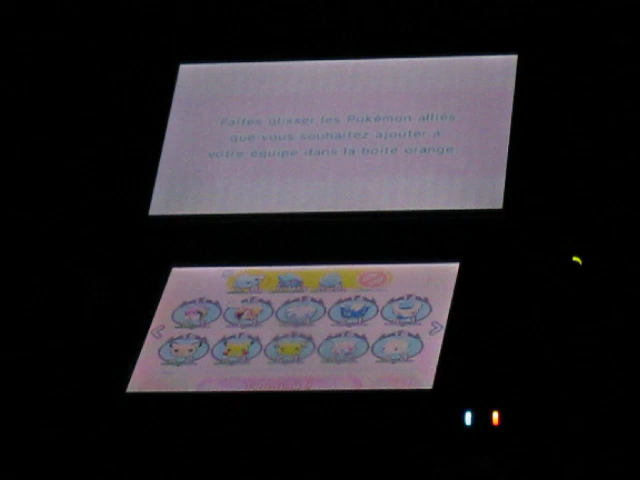 Faites glisser les Pokémon alliés
que vous souhaitez ajouter à
votre équipe dans la boîte orange.